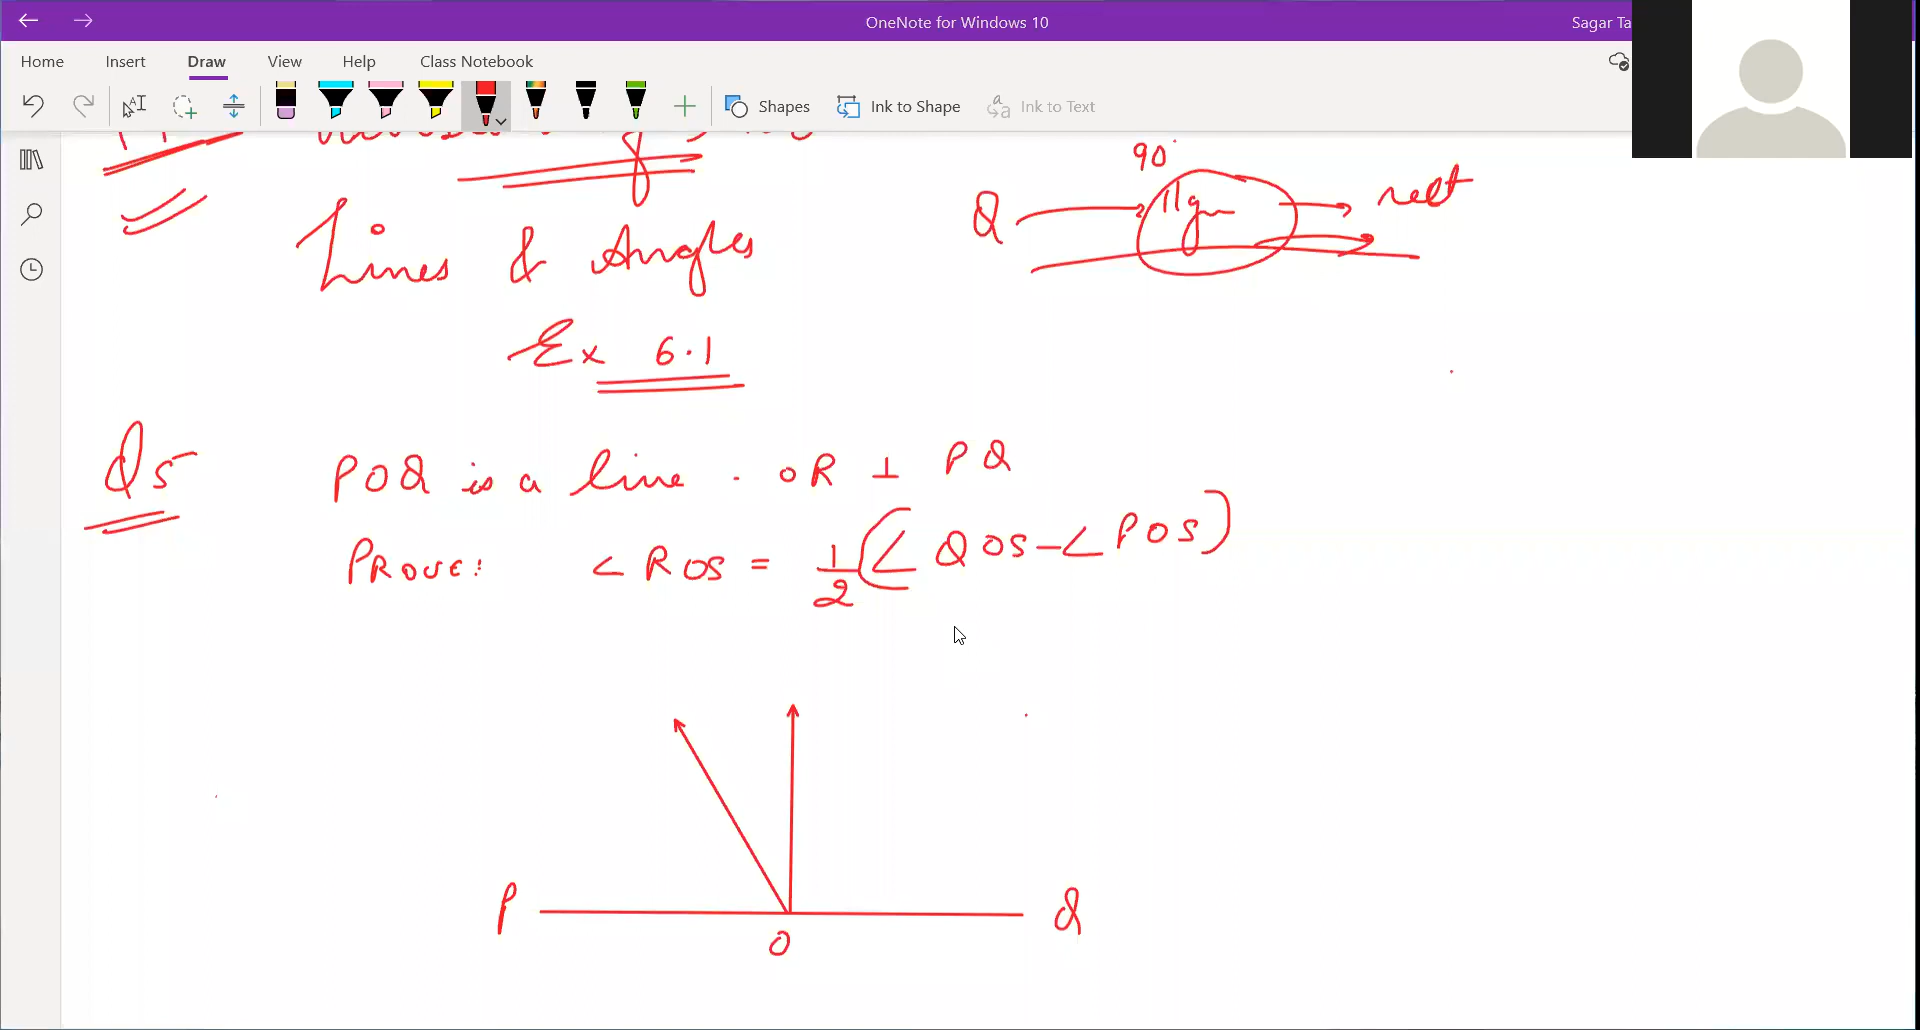 OneNote for Windows 10
Sagar Ta
Home Insert Draw View Help Class Notebook
Shapes Ink to Shape Ink to Text
90°
Q ||gm rect
Lines & Angles
Ex 6.1
Q5 POQ is a line . OR ⊥ PQ
PROVE: ∠ ROS = 1/2 (∠ QOS - ∠ POS)
P Q
O